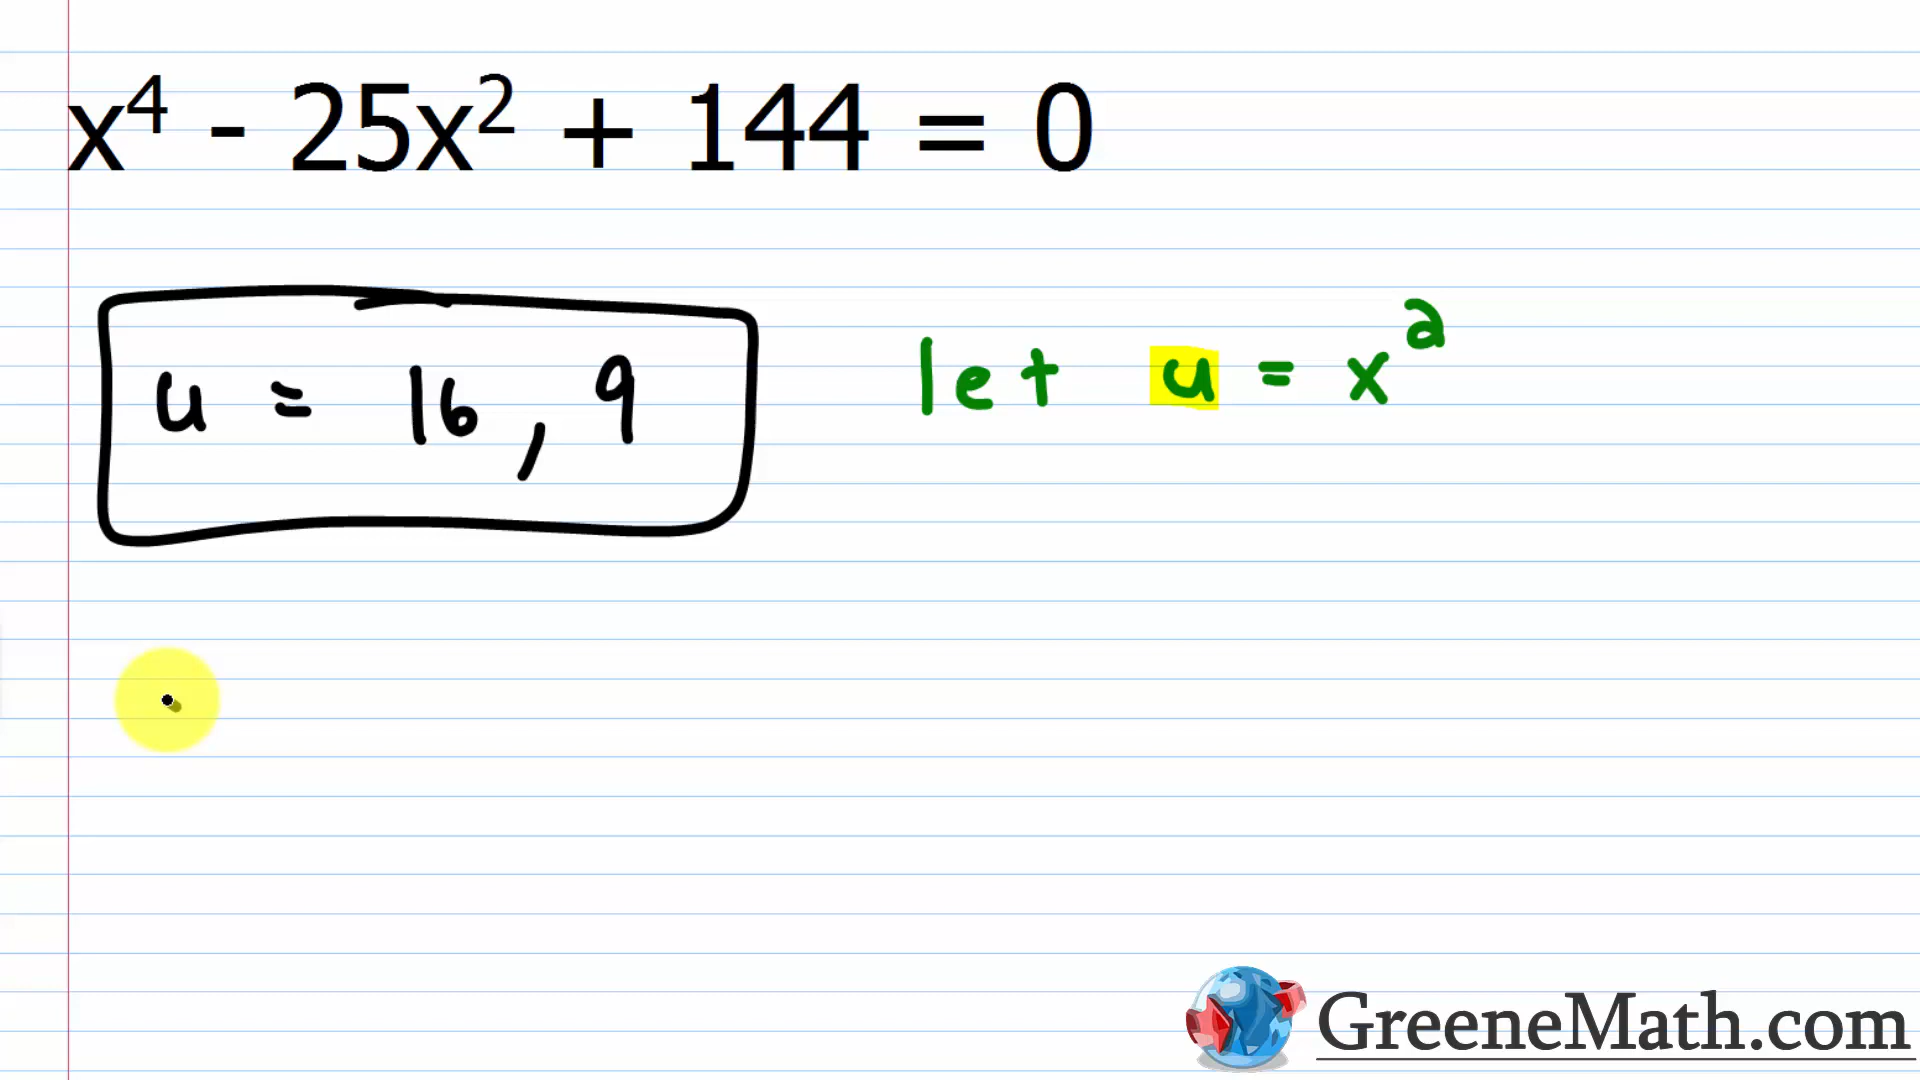 x⁴ - 25x² + 144 = 0
u = 16, 9
let u = x²
GreeneMath.com